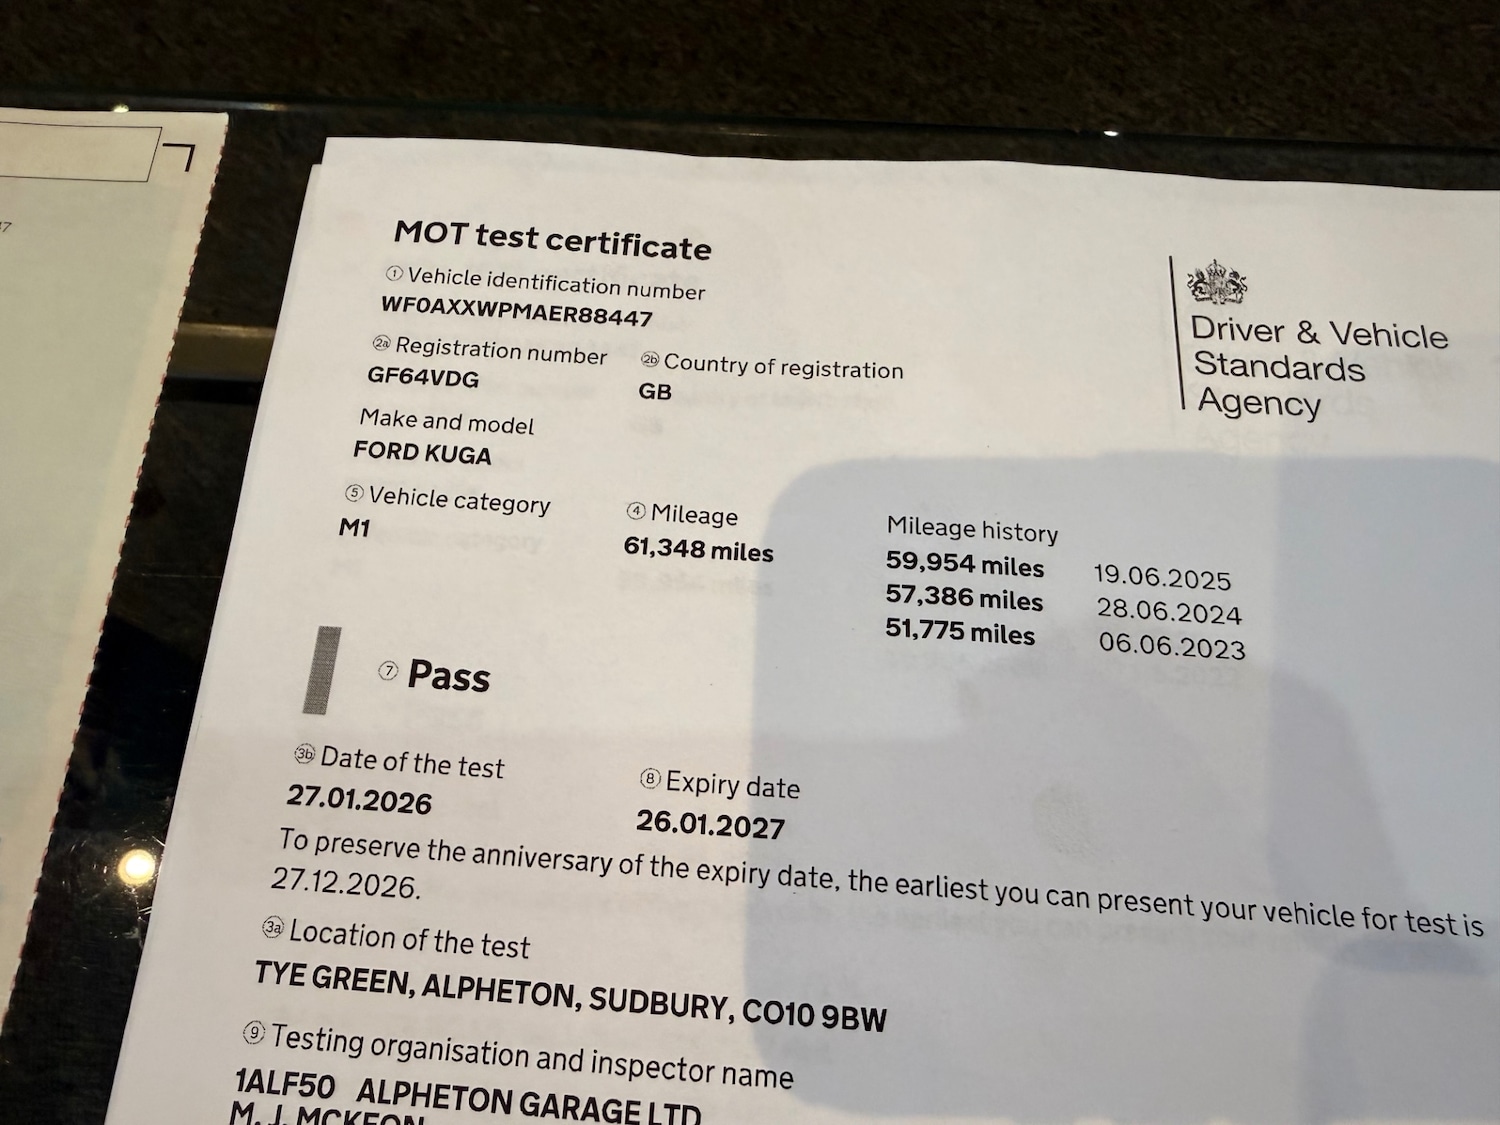 47
MOT test certificate
① Vehicle identification number
WF0AXXWPMAER88447
2a Registration number
GF64VDG
2b Country of registration
GB
Make and model
FORD KUGA
⑤ Vehicle category
M1
④ Mileage
61,348 miles
Mileage history
59,954 miles 19.06.2025
57,386 miles 28.06.2024
51,775 miles 06.06.2023
Driver & Vehicle
Standards
Agency
⑦ Pass
3b Date of the test
27.01.2026
⑧ Expiry date
26.01.2027
To preserve the anniversary of the expiry date, the earliest you can present your vehicle for test is
27.12.2026.
3a Location of the test
TYE GREEN, ALPHETON, SUDBURY, CO10 9BW
⑨ Testing organisation and inspector name
1ALF50 ALPHETON GARAGE LTD
M. J. MCKEON